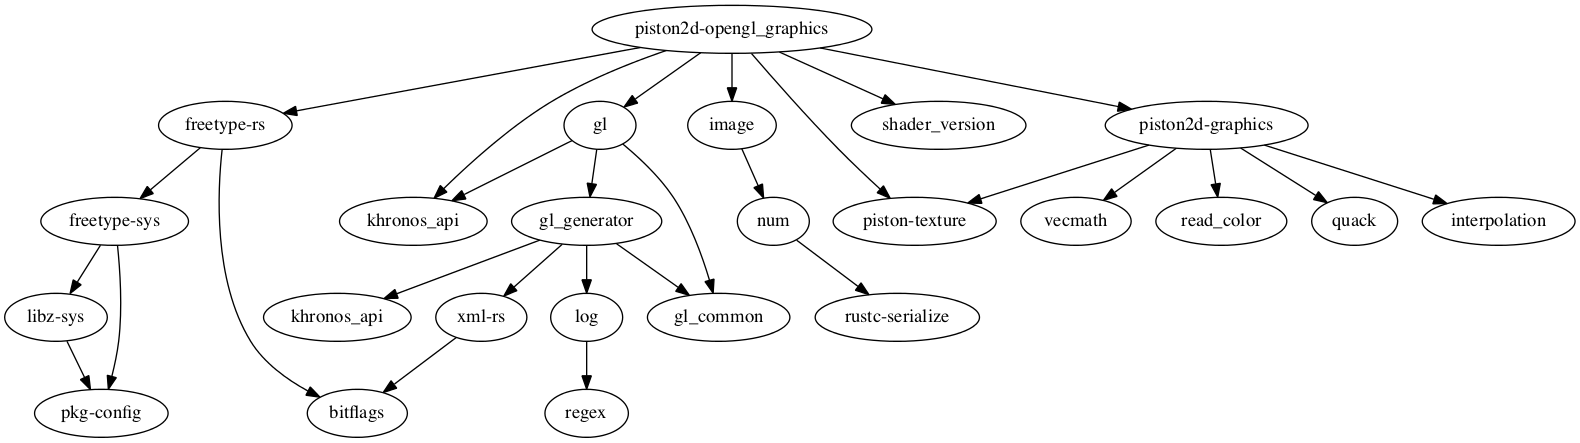 piston2d-opengl_graphics
freetype-rs
gl
image
shader_version
piston2d-graphics
freetype-sys
khronos_api
gl_generator
num
piston-texture
vecmath
read_color
quack
interpolation
libz-sys
khronos_api
xml-rs
log
gl_common
rustc-serialize
pkg-config
bitflags
regex